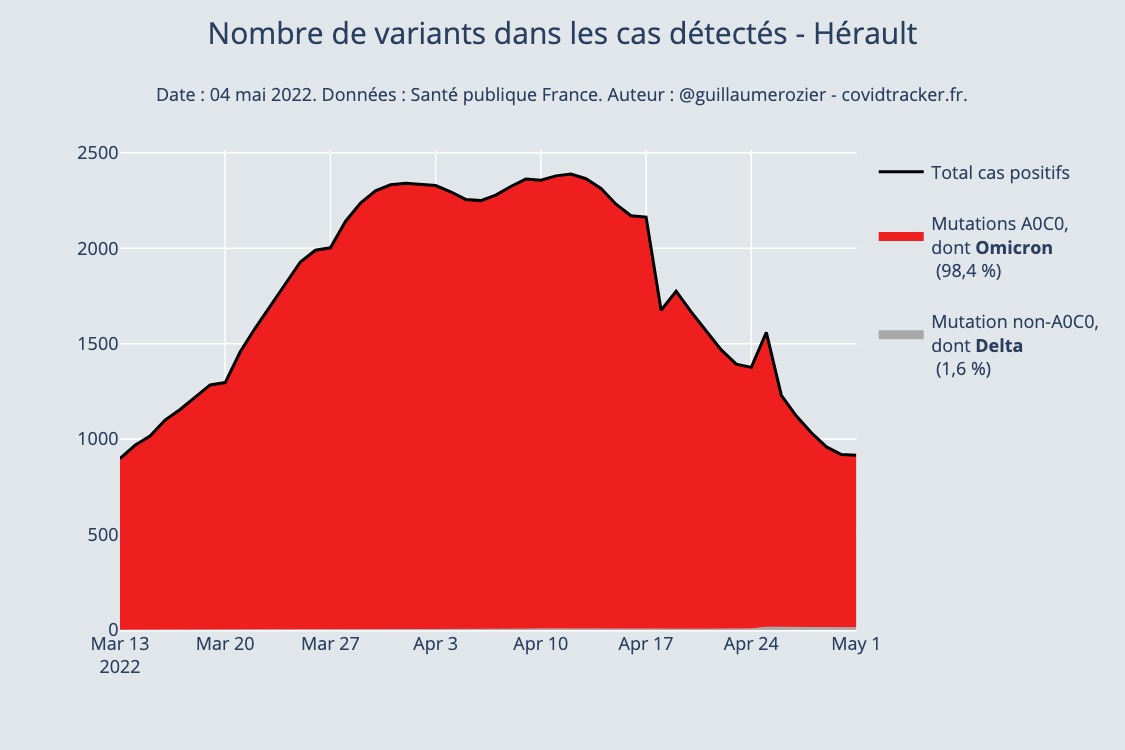 Nombre de variants dans les cas détectés - Hérault
Date : 04 mai 2022. Données : Santé publique France. Auteur : @guillaumerozier - covidtracker.fr.
2500
2000
1500
1000
500
0
Mar 13
2022
Mar 20
Mar 27
Apr 3
Apr 10
Apr 17
Apr 24
May 1
Total cas positifs
Mutations A0C0,
dont Omicron
(98,4 %)
Mutation non-A0C0,
dont Delta
(1,6 %)